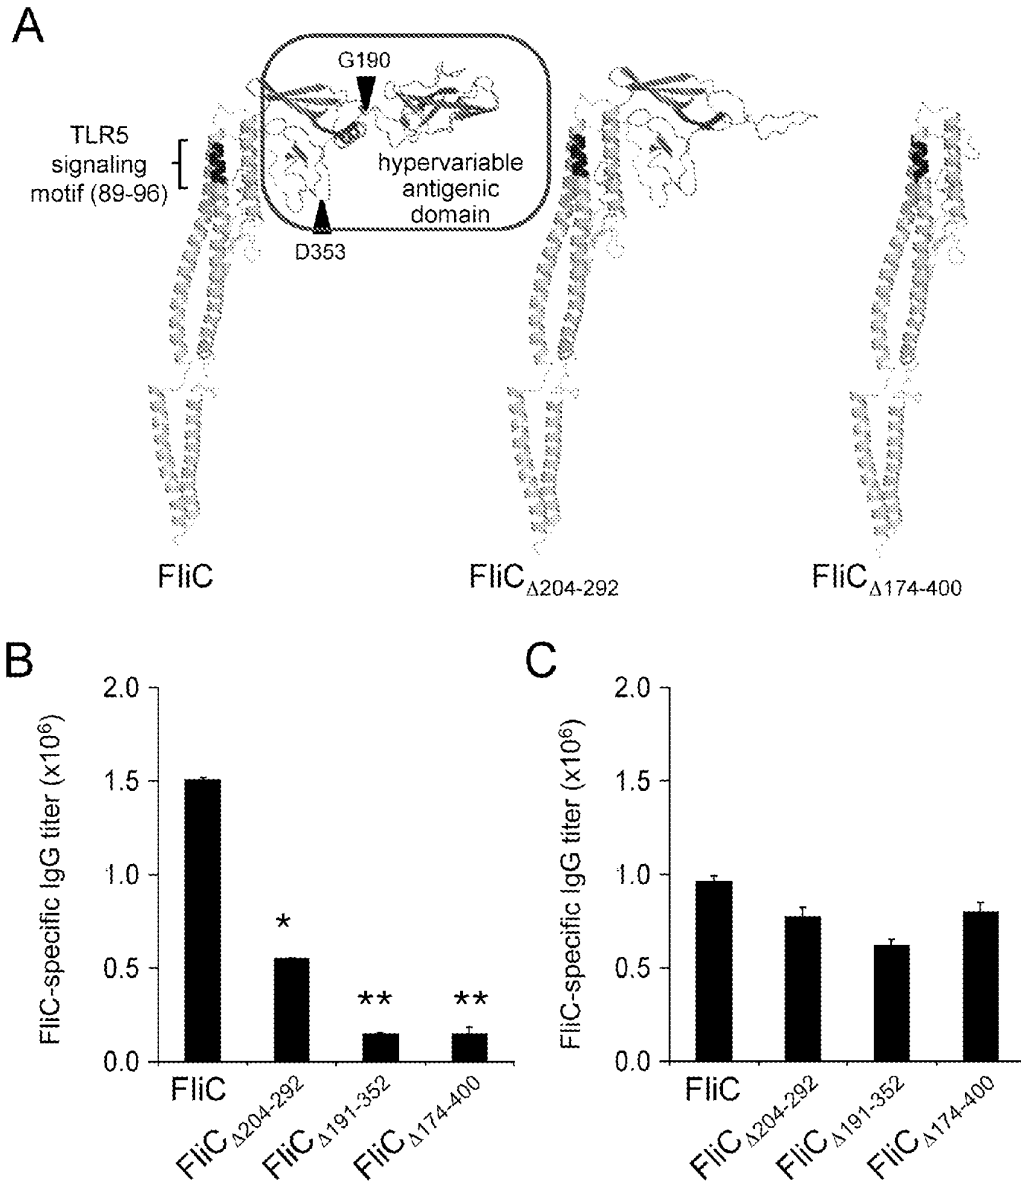 A
G190
TLR5
signaling
motif (89-96)
hypervariable
antigenic
domain
D353
FliC
FliCΔ204-292
FliCΔ174-400
B
FliC-specific IgG titer (x10⁶)
2.0
1.5
1.0
0.5
0.0
*
**
**
FliC
FliCΔ204-292
FliCΔ191-352
FliCΔ174-400
C
FliC-specific IgG titer (x10⁶)
2.0
1.5
1.0
0.5
0.0
FliC
FliCΔ204-292
FliCΔ191-352
FliCΔ174-400